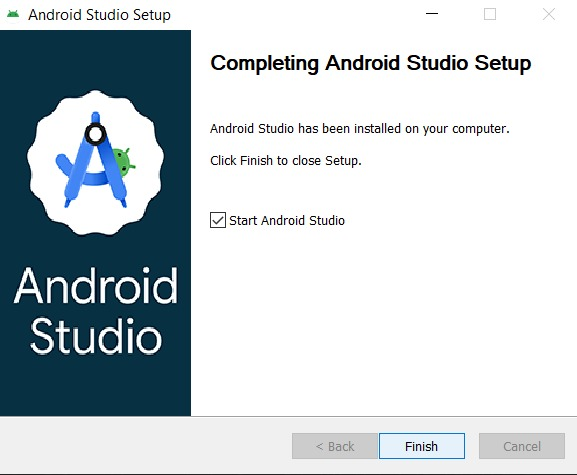 Android Studio Setup
Completing Android Studio Setup
Android Studio has been installed on your computer.
Click Finish to close Setup.
Start Android Studio
Android
Studio
< Back
Finish
Cancel